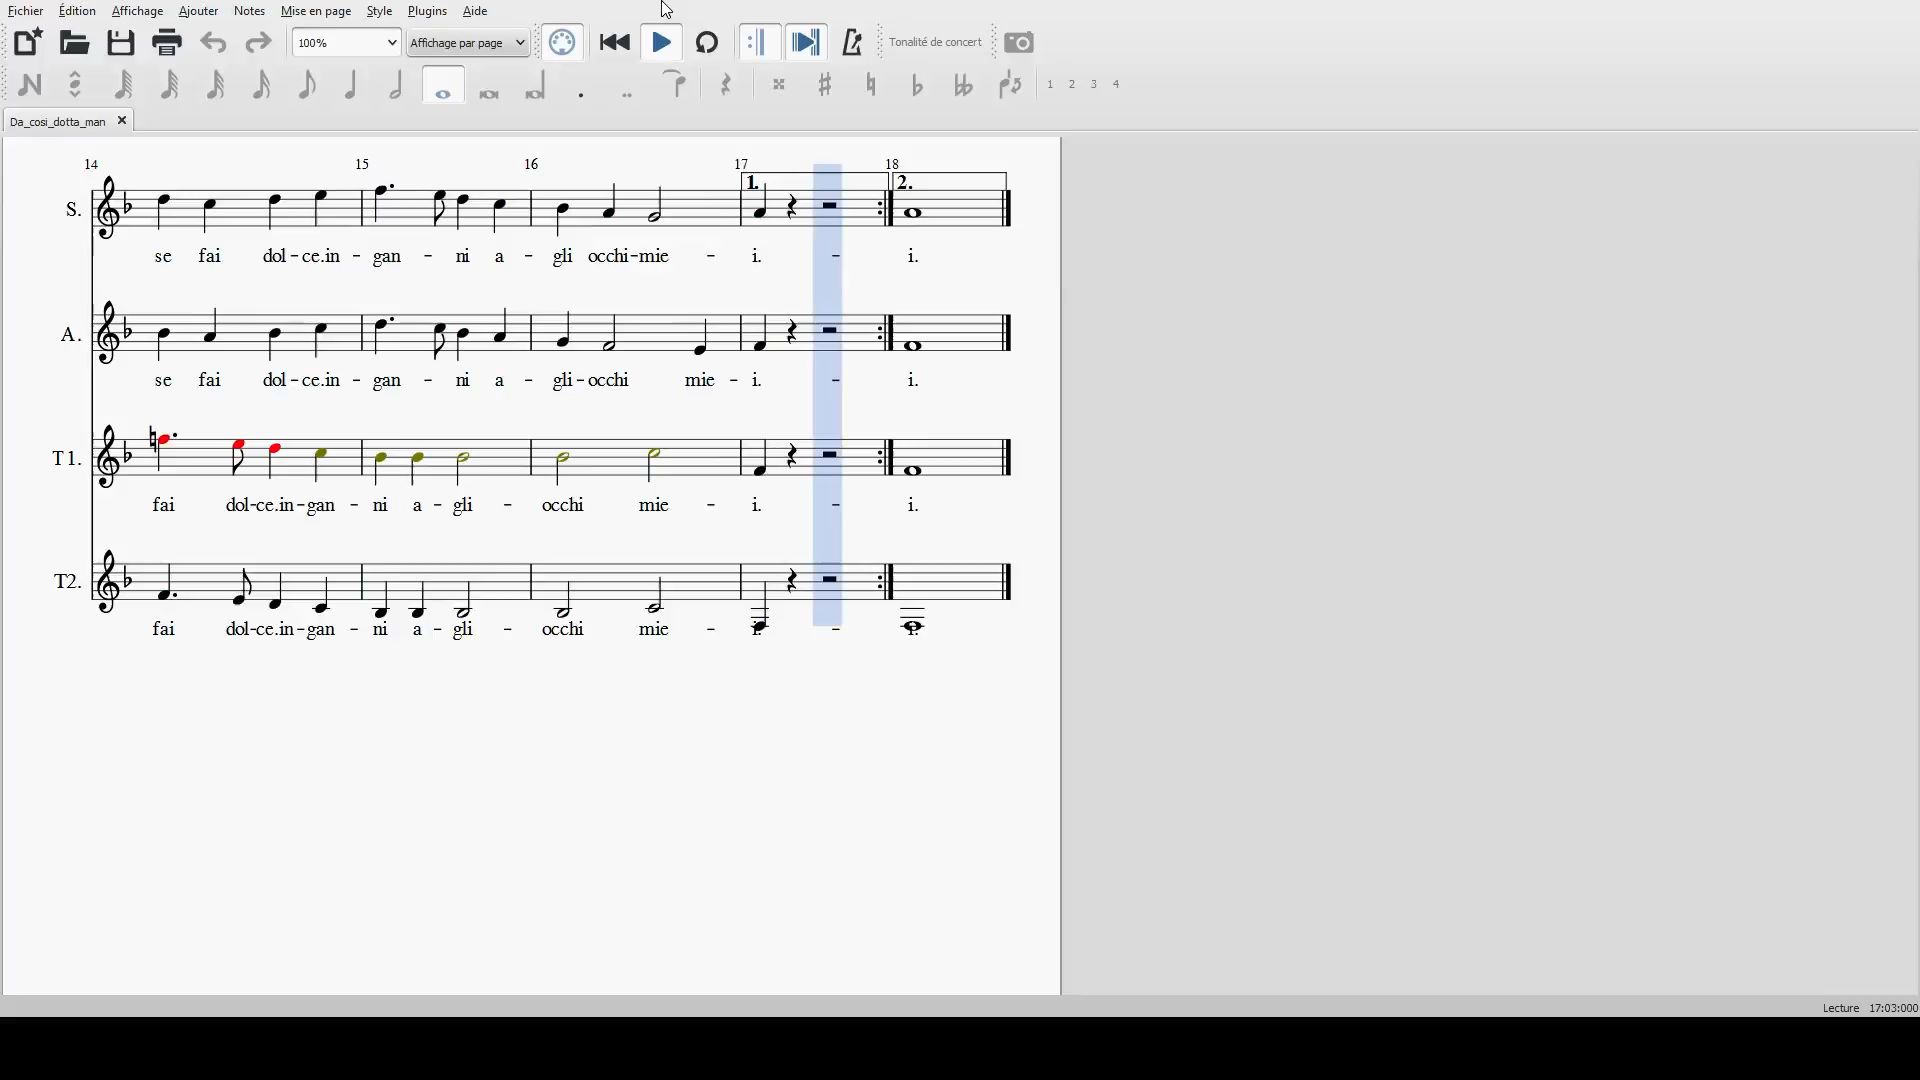 Fichier Édition Affichage Ajouter Notes Mise en page Style Plugins Aide
100% Affichage par page Tonalité de concert
1 2 3 4
Da_cosi_dotta_man
14 15 16 17 18
1. 2.
S.
se fai dol-ce.in-gan-ni a-gli occhi-mie-i. - i.
A.
se fai dol-ce.in-gan-ni a-gli-occhi mie-i. - i.
T1.
fai dol-ce.in-gan-ni a-gli-occhi mie-i. - i.
T2.
fai dol-ce.in-gan-ni a-gli-occhi mie-i. - i.
Lecture 17:03:000